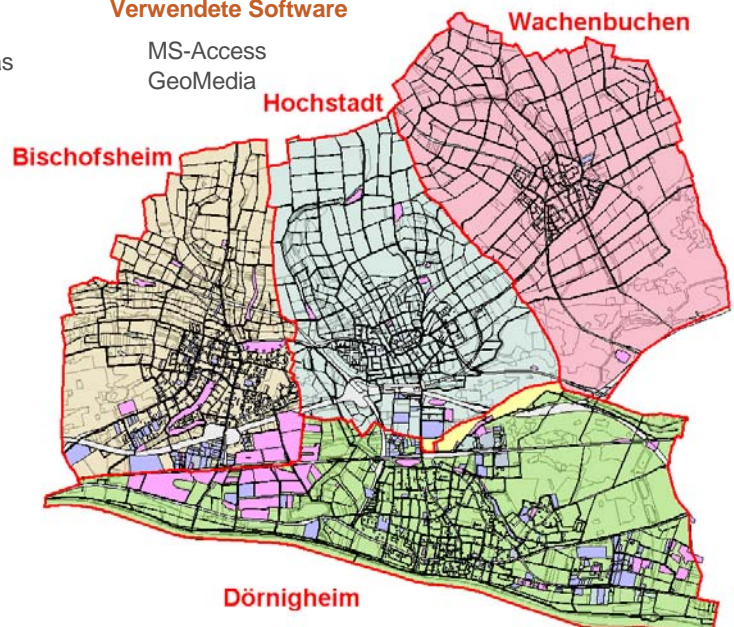 Verwendete Software
MS-Access
GeoMedia
Wachenbuchen
Hochstadt
Bischofsheim
Dörnigheim